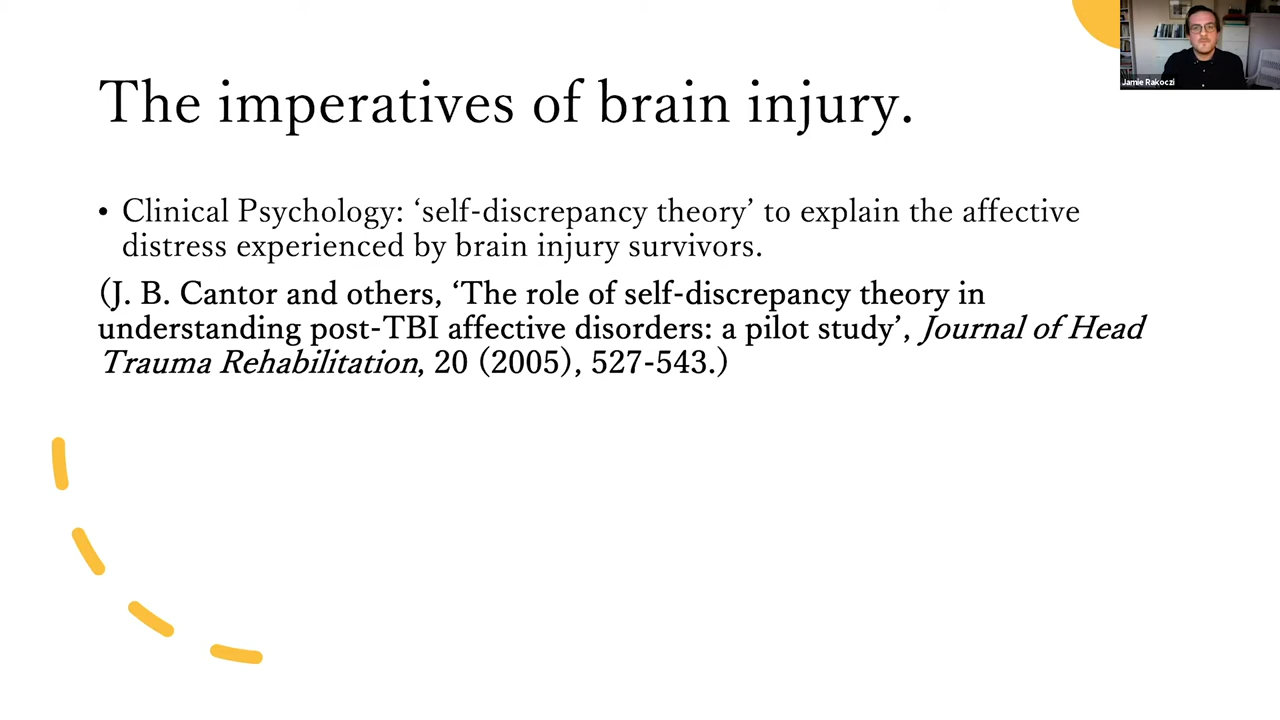 The imperatives of brain injury.
• Clinical Psychology: ‘self-discrepancy theory’ to explain the affective
distress experienced by brain injury survivors.
(J. B. Cantor and others, ‘The role of self-discrepancy theory in
understanding post-TBI affective disorders: a pilot study’, Journal of Head
Trauma Rehabilitation, 20 (2005), 527-543.)
Jamie Rakoczi